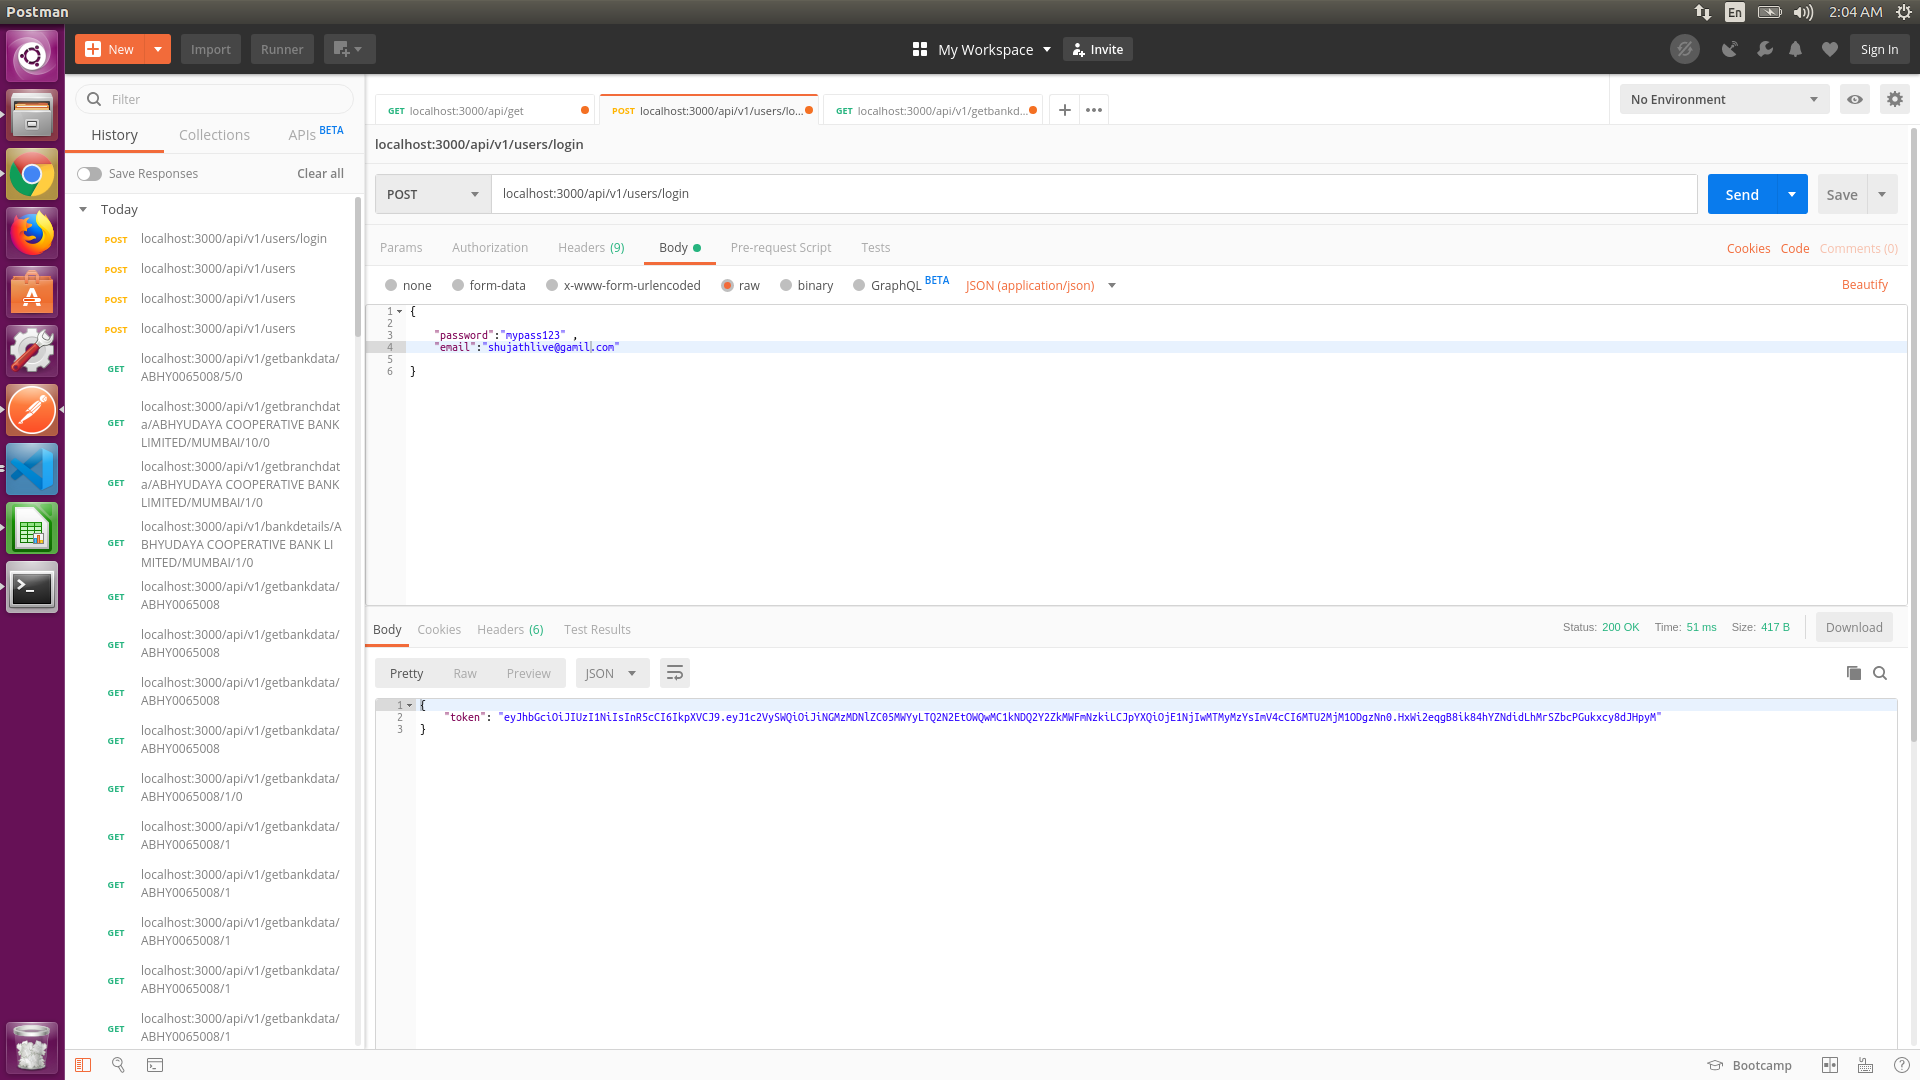 Postman
En
2:04 AM
New
Import
Runner
My Workspace
Invite
Sign In
Filter
History
Collections
APIs BETA
Save Responses
Clear all
Today
POST localhost:3000/api/v1/users/login
POST localhost:3000/api/v1/users
POST localhost:3000/api/v1/users
POST localhost:3000/api/v1/users
GET localhost:3000/api/v1/getbankdata/
ABHY0065008/5/0
GET localhost:3000/api/v1/getbranchdat
a/ABHYUDAYA COOPERATIVE BANK
LIMITED/MUMBAI/10/0
GET localhost:3000/api/v1/getbranchdat
a/ABHYUDAYA COOPERATIVE BANK
LIMITED/MUMBAI/1/0
GET localhost:3000/api/v1/bankdetails/A
BHYUDAYA COOPERATIVE BANK LI
MITED/MUMBAI/1/0
GET localhost:3000/api/v1/getbankdata/
ABHY0065008
GET localhost:3000/api/v1/getbankdata/
ABHY0065008
GET localhost:3000/api/v1/getbankdata/
ABHY0065008
GET localhost:3000/api/v1/getbankdata/
ABHY0065008
GET localhost:3000/api/v1/getbankdata/
ABHY0065008/1/0
GET localhost:3000/api/v1/getbankdata/
ABHY0065008/1
GET localhost:3000/api/v1/getbankdata/
ABHY0065008/1
GET localhost:3000/api/v1/getbankdata/
ABHY0065008/1
GET localhost:3000/api/v1/getbankdata/
ABHY0065008/1
GET localhost:3000/api/v1/getbankdata/
ABHY0065008/1
GET localhost:3000/api/get
POST localhost:3000/api/v1/users/lo...
GET localhost:3000/api/v1/getbankd...
No Environment
localhost:3000/api/v1/users/login
POST
localhost:3000/api/v1/users/login
Send
Save
Params
Authorization
Headers (9)
Body
Pre-request Script
Tests
Cookies
Code
Comments (0)
none
form-data
x-www-form-urlencoded
raw
binary
GraphQL BETA
JSON (application/json)
Beautify
1 {
2
3 "password":"mypass123" ,
4 "email":"shujathlive@gamil.com"
5
6 }
Body
Cookies
Headers (6)
Test Results
Status: 200 OK
Time: 51 ms
Size: 417 B
Download
Pretty
Raw
Preview
JSON
1 {
2 "token": "eyJhbGciOiJIUzI1NiIsInR5cCI6IkpXVCJ9.eyJ1c2VySWQiOiJiNGMzMDNlZC05MWYyLTQ2N2EtOWQwMC1kNDQ2Y2ZkMWFmNzkiLCJpYXQiOjE1NjIwMTMyMzYsImV4cCI6MTU2MjM1ODgzNn0.HxWi2eqgB8ik84hYZNdidLhMrSZbcPGukxcy8dJHpyM"
3 }
Bootcamp